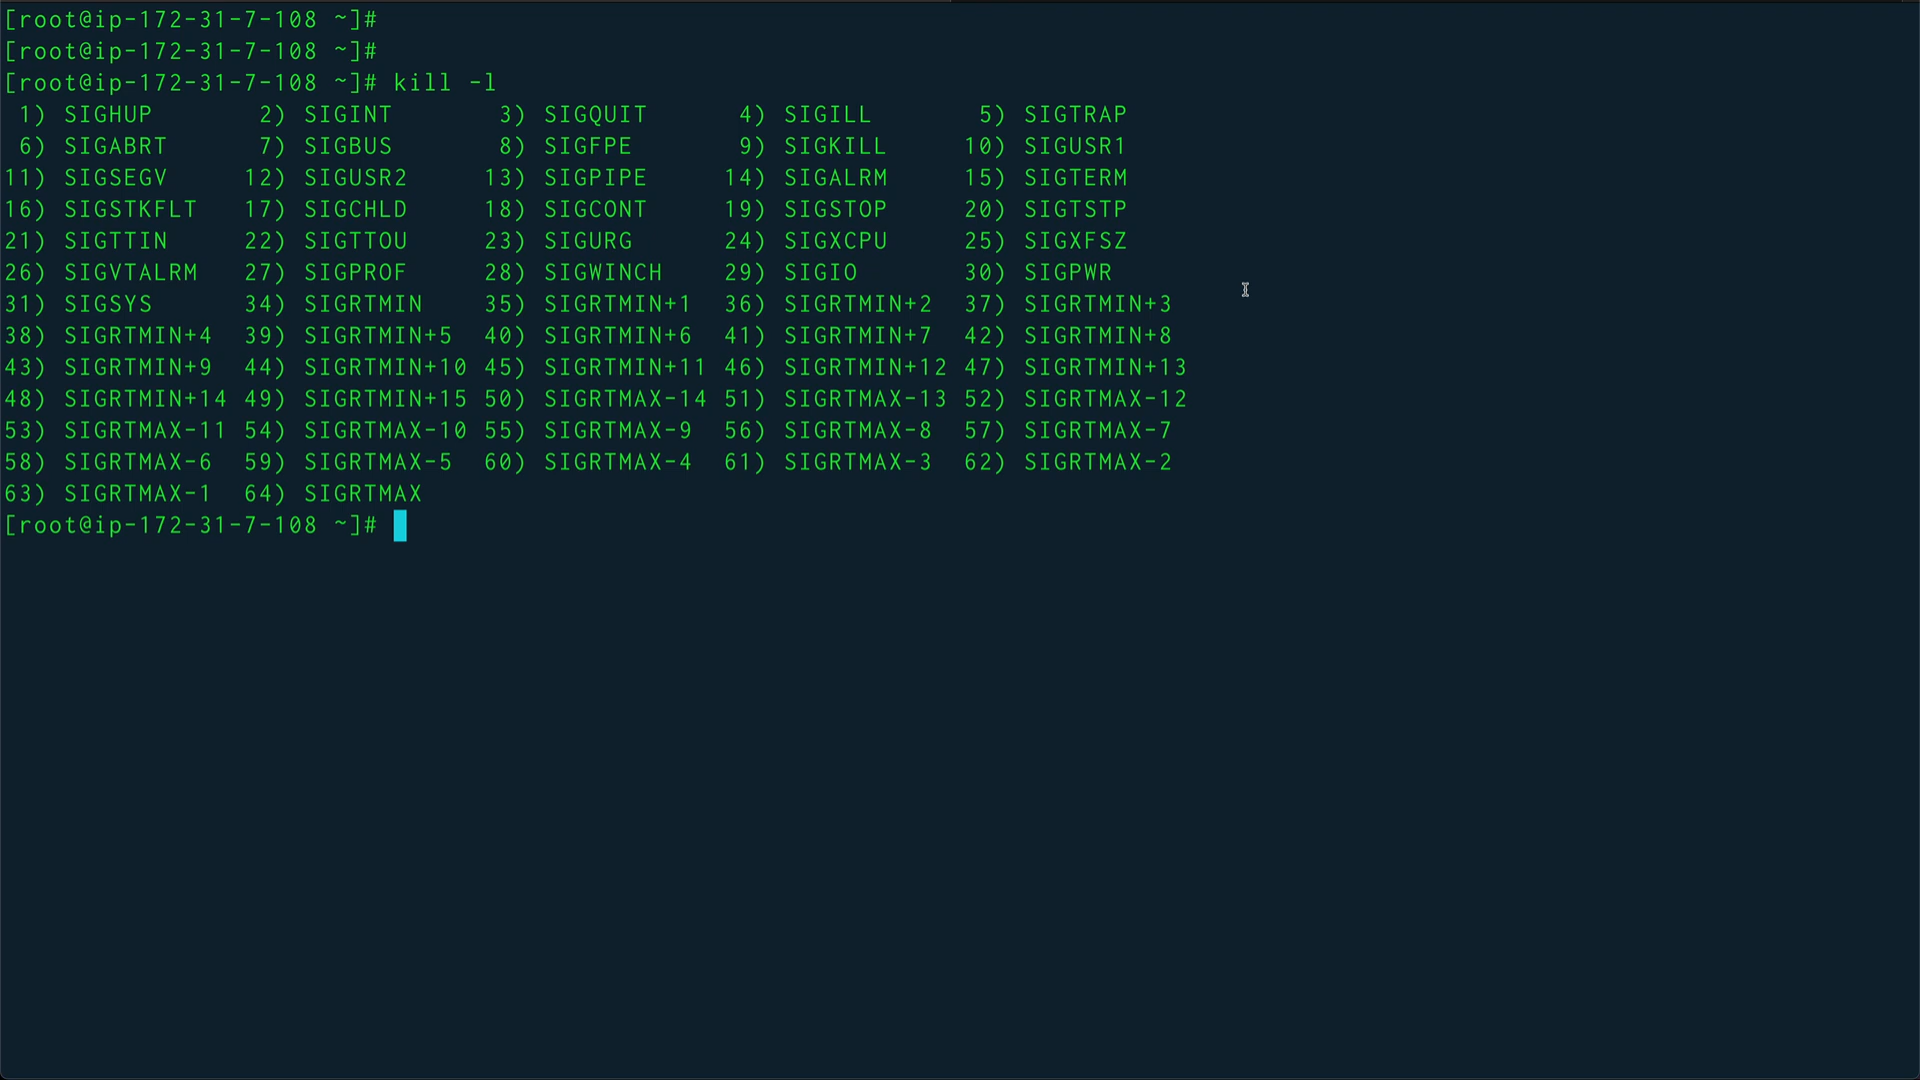 [root@ip-172-31-7-108 ~]#
[root@ip-172-31-7-108 ~]#
[root@ip-172-31-7-108 ~]# kill -l
 1) SIGHUP       2) SIGINT       3) SIGQUIT      4) SIGILL       5) SIGTRAP
 6) SIGABRT      7) SIGBUS       8) SIGFPE       9) SIGKILL     10) SIGUSR1
11) SIGSEGV     12) SIGUSR2     13) SIGPIPE     14) SIGALRM     15) SIGTERM
16) SIGSTKFLT   17) SIGCHLD     18) SIGCONT     19) SIGSTOP     20) SIGTSTP
21) SIGTTIN     22) SIGTTOU     23) SIGURG      24) SIGXCPU     25) SIGXFSZ
26) SIGVTALRM   27) SIGPROF     28) SIGWINCH    29) SIGIO       30) SIGPWR
31) SIGSYS      34) SIGRTMIN    35) SIGRTMIN+1  36) SIGRTMIN+2  37) SIGRTMIN+3
38) SIGRTMIN+4  39) SIGRTMIN+5  40) SIGRTMIN+6  41) SIGRTMIN+7  42) SIGRTMIN+8
43) SIGRTMIN+9  44) SIGRTMIN+10 45) SIGRTMIN+11 46) SIGRTMIN+12 47) SIGRTMIN+13
48) SIGRTMIN+14 49) SIGRTMIN+15 50) SIGRTMAX-14 51) SIGRTMAX-13 52) SIGRTMAX-12
53) SIGRTMAX-11 54) SIGRTMAX-10 55) SIGRTMAX-9  56) SIGRTMAX-8  57) SIGRTMAX-7
58) SIGRTMAX-6  59) SIGRTMAX-5  60) SIGRTMAX-4  61) SIGRTMAX-3  62) SIGRTMAX-2
63) SIGRTMAX-1  64) SIGRTMAX
[root@ip-172-31-7-108 ~]#